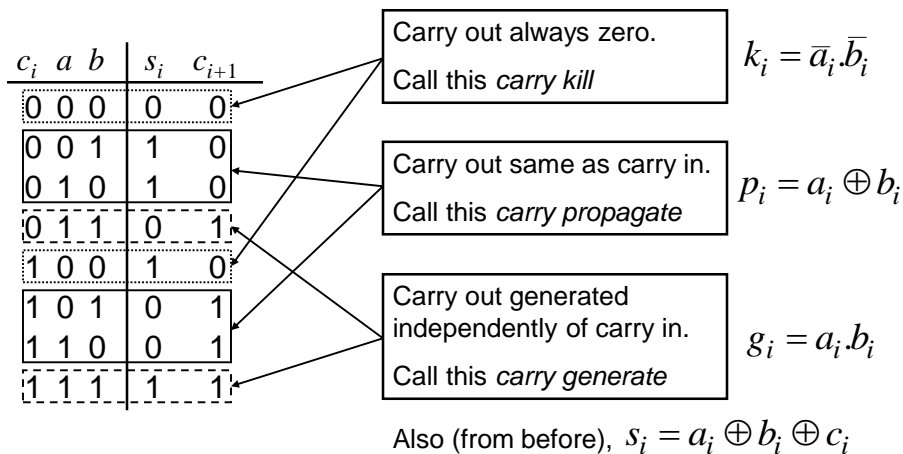 c_i a b s_i c_{i+1}
0 0 0 0 0
0 0 1 1 0
0 1 0 1 0
0 1 1 0 1
1 0 0 1 0
1 0 1 0 1
1 1 0 0 1
1 1 1 1 1
Carry out always zero.
Call this carry kill
k_i = a̅_i.b̅_i
Carry out same as carry in.
Call this carry propagate
p_i = a_i ⊕ b_i
Carry out generated
independently of carry in.
Call this carry generate
g_i = a_i.b_i
Also (from before), s_i = a_i ⊕ b_i ⊕ c_i